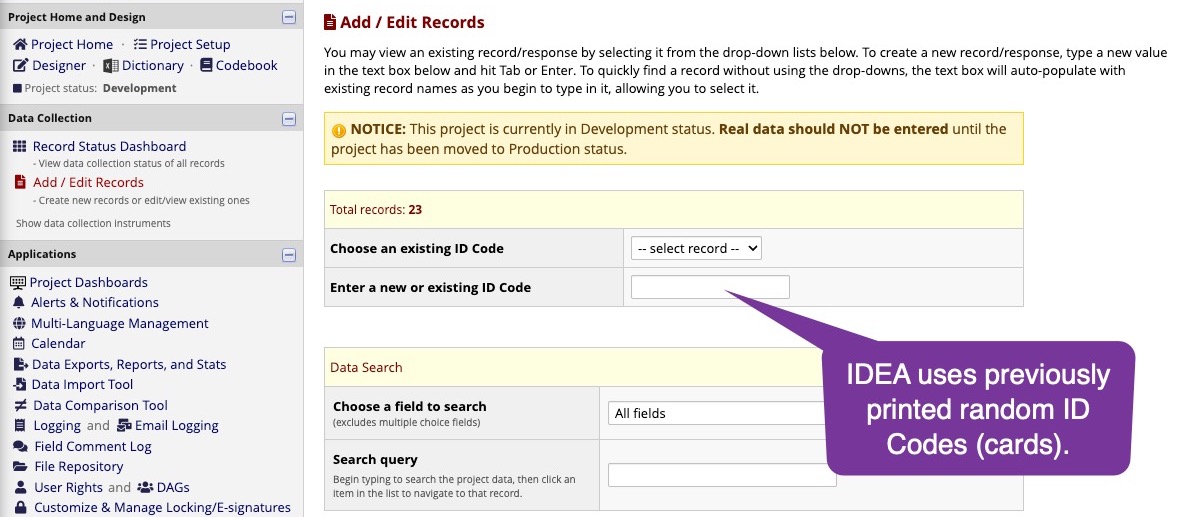 Project Home and Design
Project Home · Project Setup
Designer · Dictionary · Codebook
Project status: Development
Data Collection
Record Status Dashboard
- View data collection status of all records
Add / Edit Records
- Create new records or edit/view existing ones
Show data collection instruments
Applications
Project Dashboards
Alerts & Notifications
Multi-Language Management
Calendar
Data Exports, Reports, and Stats
Data Import Tool
Data Comparison Tool
Logging and Email Logging
Field Comment Log
File Repository
User Rights and DAGs
Customize & Manage Locking/E-signatures
Add / Edit Records
You may view an existing record/response by selecting it from the drop-down lists below. To create a new record/response, type a new value
in the text box below and hit Tab or Enter. To quickly find a record without using the drop-downs, the text box will auto-populate with
existing record names as you begin to type in it, allowing you to select it.
NOTICE: This project is currently in Development status. Real data should NOT be entered until the
project has been moved to Production status.
Total records: 23
Choose an existing ID Code
-- select record --
Enter a new or existing ID Code
Data Search
Choose a field to search
(excludes multiple choice fields)
All fields
Search query
Begin typing to search the project data, then click an
item in the list to navigate to that record.
IDEA uses previously
printed random ID
Codes (cards).